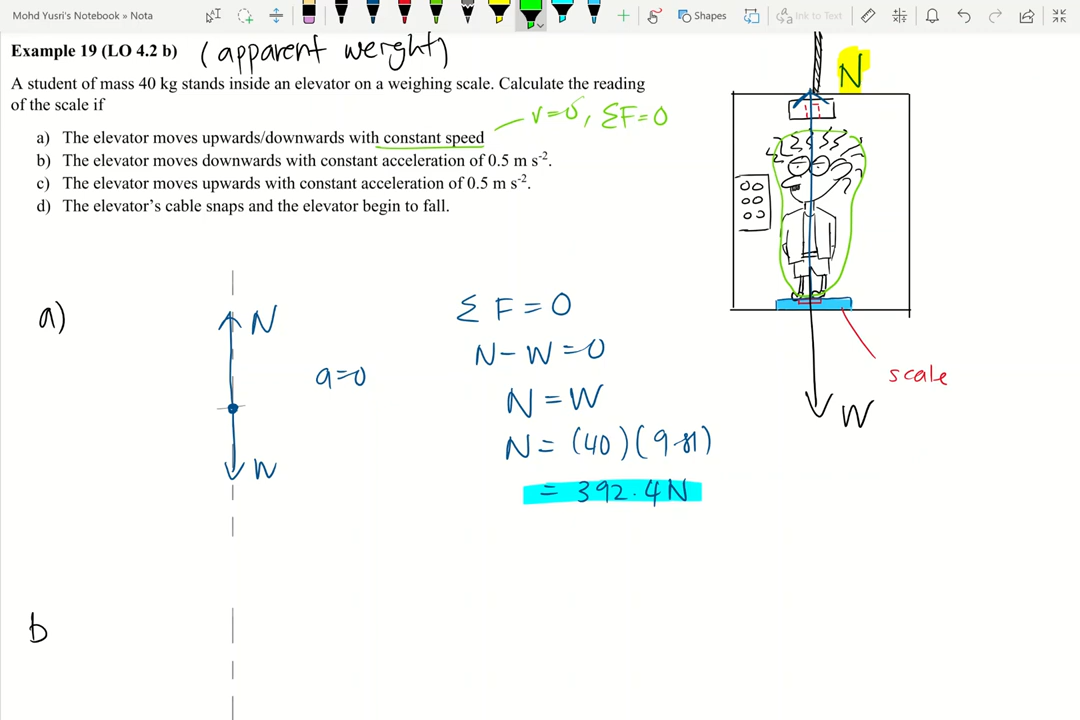 Mohd Yusri's Notebook » Nota
Shapes
Ink to Text
Example 19 (LO 4.2 b) (apparent weight)
A student of mass 40 kg stands inside an elevator on a weighing scale. Calculate the reading
of the scale if
v=0, ΣF=0
a) The elevator moves upwards/downwards with constant speed
b) The elevator moves downwards with constant acceleration of 0.5 m s⁻².
c) The elevator moves upwards with constant acceleration of 0.5 m s⁻².
d) The elevator's cable snaps and the elevator begin to fall.
N
scale
W
a)
N
a=0
W
Σ F = 0
N - W = 0
N = W
N = (40)(9.81)
= 392.4 N
b